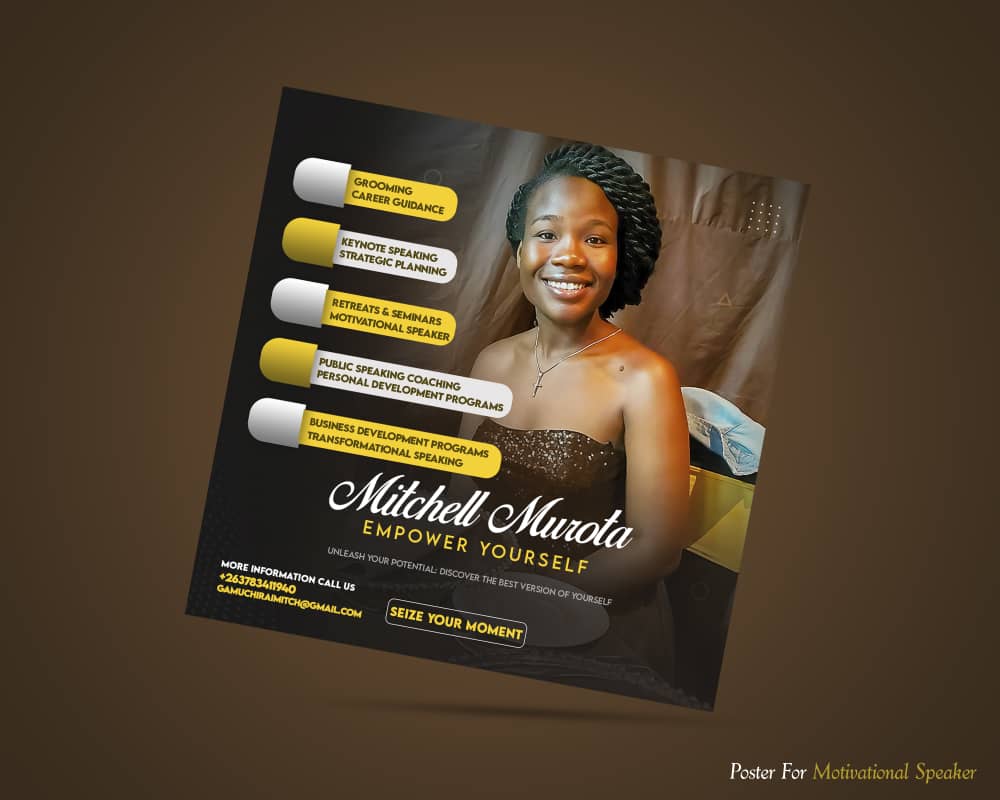 GROOMING
CAREER GUIDANCE
KEYNOTE SPEAKING
STRATEGIC PLANNING
RETREATS & SEMINARS
MOTIVATIONAL SPEAKER
PUBLIC SPEAKING COACHING
PERSONAL DEVELOPMENT PROGRAMS
BUSINESS DEVELOPMENT PROGRAMS
TRANSFORMATIONAL SPEAKING
Mitchell Murota
EMPOWER YOURSELF
UNLEASH YOUR POTENTIAL: DISCOVER THE BEST VERSION OF YOURSELF
MORE INFORMATION CALL US
+263783411940
GAMUCHIRAIMITCH@GMAIL.COM
SEIZE YOUR MOMENT
Poster For Motivational Speaker